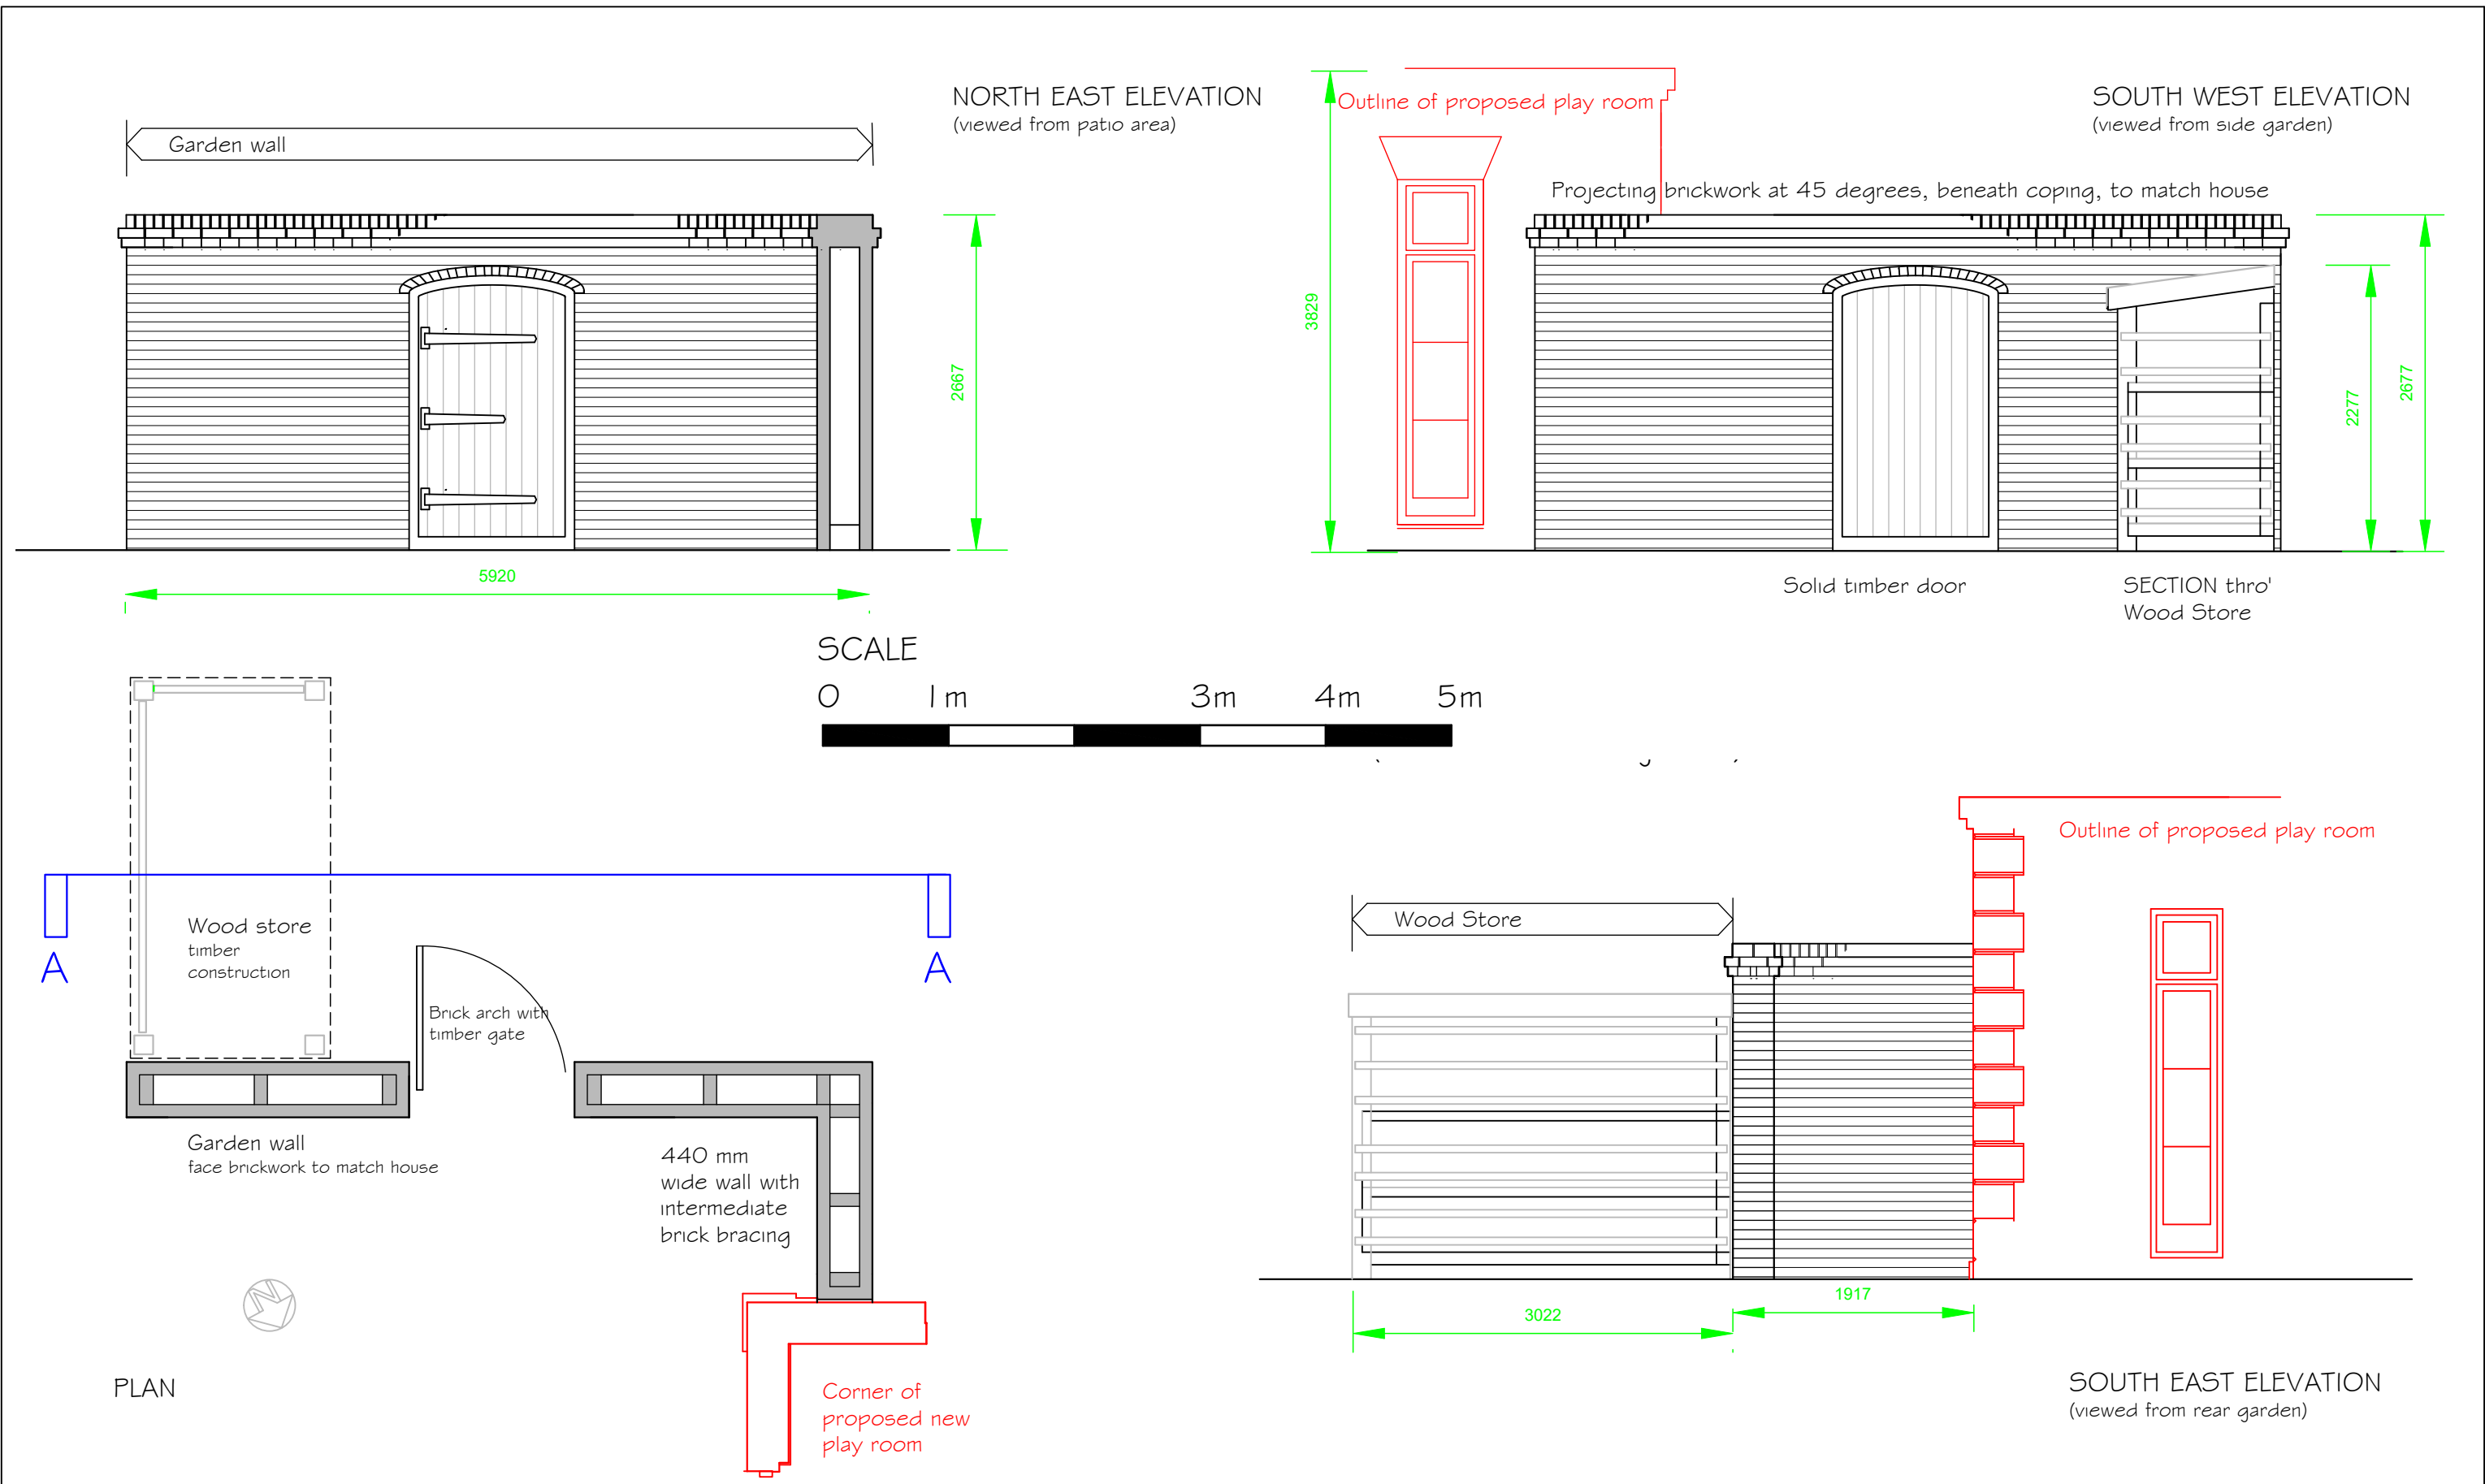 NORTH EAST ELEVATION
(viewed from patio area)
Garden wall
2667
5920
Outline of proposed play room
SOUTH WEST ELEVATION
(viewed from side garden)
Projecting brickwork at 45 degrees, beneath coping, to match house
3829
2277
2677
Solid timber door
SECTION thro'
Wood Store
SCALE
0 1m 3m 4m 5m
Wood store
timber
construction
A
A
Brick arch with
timber gate
Garden wall
face brickwork to match house
440 mm
wide wall with
intermediate
brick bracing
N
PLAN
Corner of
proposed new
play room
Outline of proposed play room
Wood Store
3022
1917
SOUTH EAST ELEVATION
(viewed from rear garden)